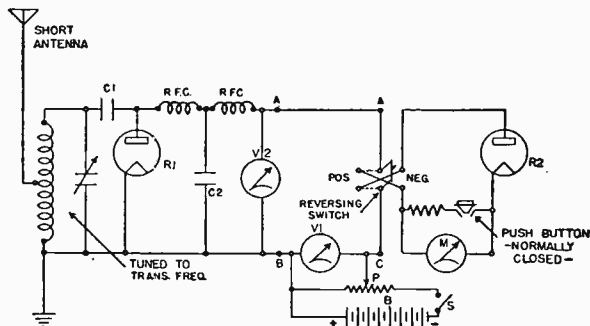 SHORT
ANTENNA
C1
R.F.C.
R FC
A
A
R1
C2
V2
POS
NEG
R2
REVERSING
SWITCH
V1
M
PUSH BUTTON
-NORMALLY
CLOSED-
TUNED TO
TRANS. FREQ.
B
C
P
B
S
+
-